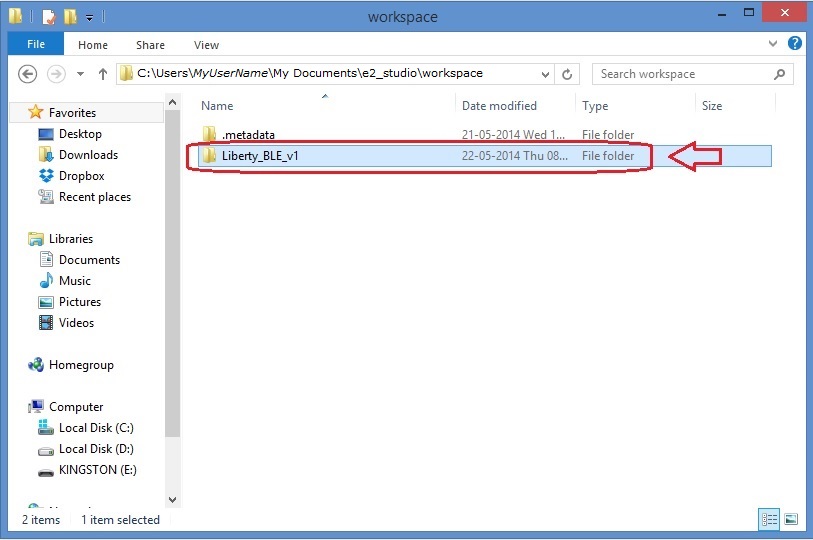 workspace
File Home Share View
C:\Users\MyUserName\My Documents\e2_studio\workspace Search workspace
Name Date modified Type Size
Favorites
Desktop
Downloads
Dropbox
Recent places
Libraries
Documents
Music
Pictures
Videos
Homegroup
Computer
Local Disk (C:)
Local Disk (D:)
KINGSTON (E:)
.metadata 21-05-2014 Wed 1... File folder
Liberty_BLE_v1 22-05-2014 Thu 08... File folder
2 items 1 item selected